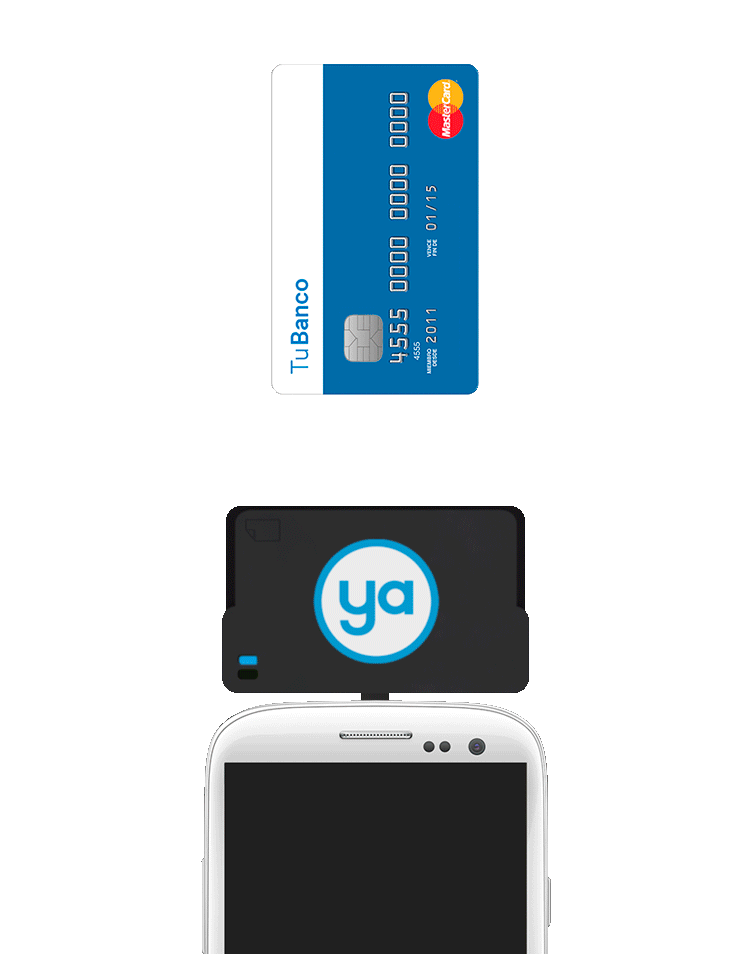 TuBanco
4555 0000 0000 0000
4555
MIEMBRO
DESDE
2011
VENCE
FIN DE
01/15
MasterCard
ya